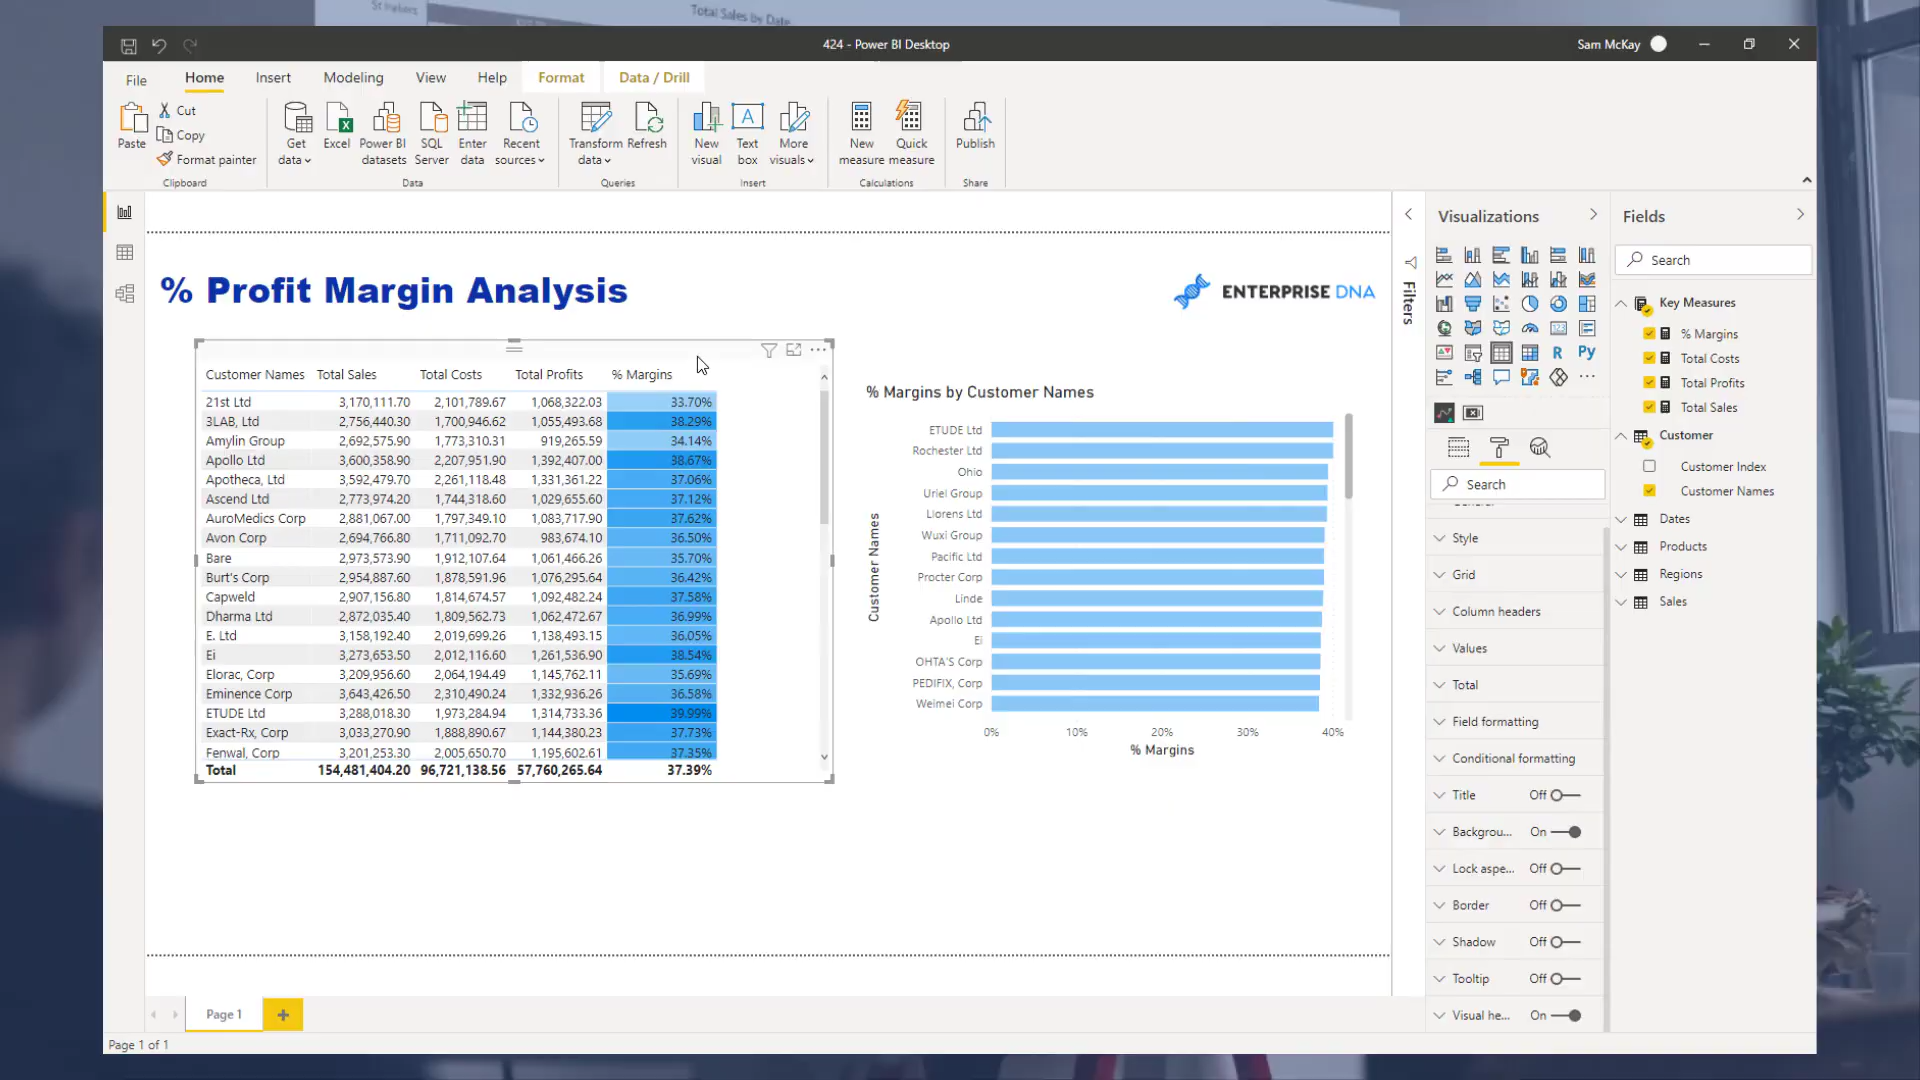 Total Sales by Date
424 - Power BI Desktop
Sam McKay
File
Home
Insert
Modeling
View
Help
Format
Data / Drill
Paste
Cut
Copy
Format painter
Clipboard
Get data
Excel
Power BI datasets
SQL Server
Enter data
Recent sources
Data
Transform data
Refresh
Queries
New visual
Text box
More visuals
Insert
New measure
Quick measure
Calculations
Publish
Share
% Profit Margin Analysis
ENTERPRISE DNA
Customer Names Total Sales Total Costs Total Profits % Margins
21st Ltd 3,170,111.70 2,101,789.67 1,068,322.03 33.70%
3LAB, Ltd 2,756,440.30 1,700,946.62 1,055,493.68 38.29%
Amylin Group 2,692,575.90 1,773,310.31 919,265.59 34.14%
Apollo Ltd 3,600,358.90 2,207,951.90 1,392,407.00 38.67%
Apotheca, Ltd 3,592,479.70 2,261,118.48 1,331,361.22 37.06%
Ascend Ltd 2,773,974.20 1,744,318.60 1,029,655.60 37.12%
AuroMedics Corp 2,881,067.00 1,797,349.10 1,083,717.90 37.62%
Avon Corp 2,694,766.80 1,711,092.70 983,674.10 36.50%
Bare 2,973,573.90 1,912,107.64 1,061,466.26 35.70%
Burt's Corp 2,954,887.60 1,878,591.96 1,076,295.64 36.42%
Capweld 2,907,156.80 1,814,674.57 1,092,482.24 37.58%
Dharma Ltd 2,872,035.40 1,809,562.73 1,062,472.67 36.99%
E. Ltd 3,158,192.40 2,019,699.26 1,138,493.15 36.05%
Ei 3,273,653.50 2,012,116.60 1,261,536.90 38.54%
Elorac, Corp 3,209,956.60 2,064,194.49 1,145,762.11 35.69%
Eminence Corp 3,643,426.50 2,310,490.24 1,332,936.26 36.58%
ETUDE Ltd 3,288,018.30 1,973,284.94 1,314,733.36 39.99%
Exact-Rx, Corp 3,033,270.90 1,888,890.67 1,144,380.23 37.73%
Fenwal, Corp 3,201,253.30 2,005,650.70 1,195,602.61 37.35%
Total 154,481,404.20 96,721,138.56 57,760,265.64 37.39%
% Margins by Customer Names
Customer Names
ETUDE Ltd
Rochester Ltd
Ohio
Uriel Group
Llorens Ltd
Wuxi Group
Pacific Ltd
Procter Corp
Linde
Apollo Ltd
Ei
OHTA'S Corp
PEDIFIX, Corp
Weimei Corp
0% 10% 20% 30% 40%
% Margins
Filters
Visualizations
R
Py
Search
Style
Grid
Column headers
Values
Total
Field formatting
Conditional formatting
Title Off
Backgrou... On
Lock aspe... Off
Border Off
Shadow Off
Tooltip Off
Visual he... On
Fields
Search
Key Measures
% Margins
Total Costs
Total Profits
Total Sales
Customer
Customer Index
Customer Names
Dates
Products
Regions
Sales
Page 1
Page 1 of 1